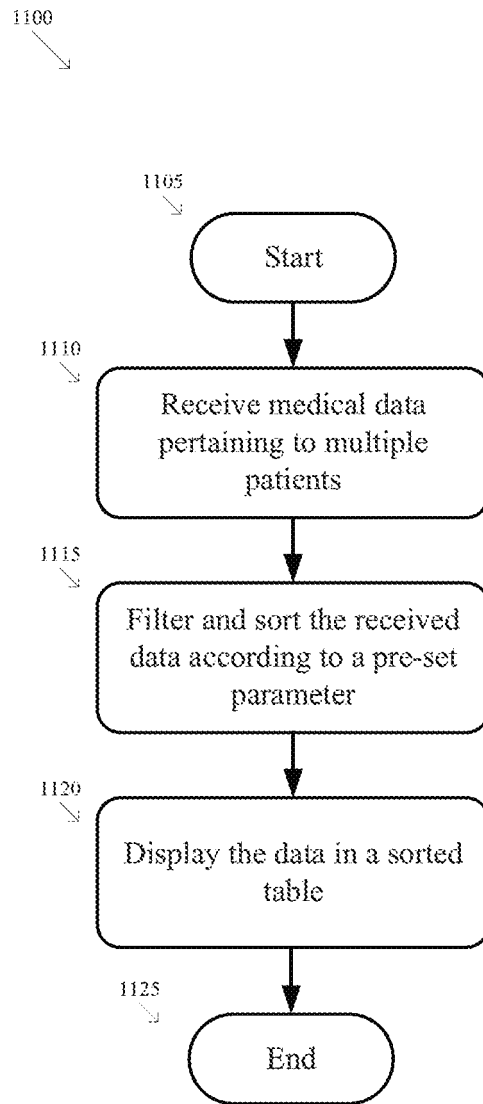 1100
1105
Start
1110
Receive medical data
pertaining to multiple
patients
1115
Filter and sort the received
data according to a pre-set
parameter
1120
Display the data in a sorted
table
1125
End